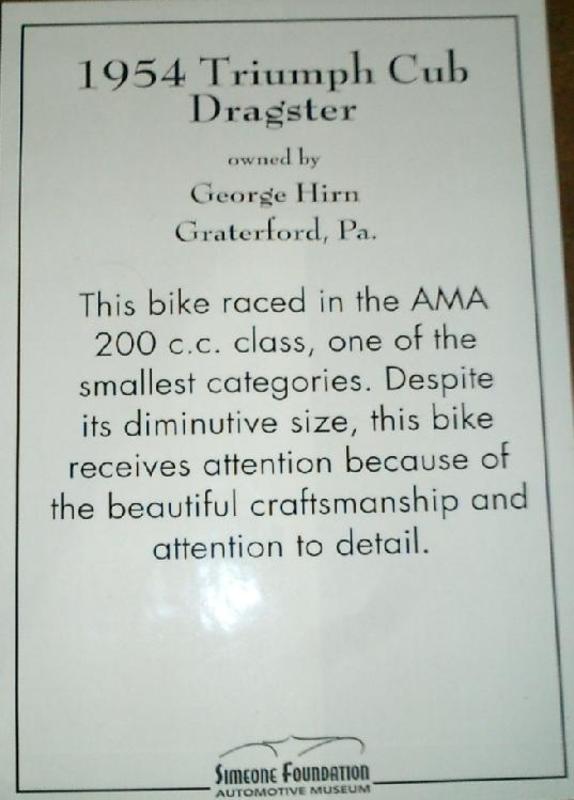 1954 Triumph Cub
Dragster
owned by
George Hirn
Graterford, Pa.
This bike raced in the AMA
200 c.c. class, one of the
smallest categories. Despite
its diminutive size, this bike
receives attention because of
the beautiful craftsmanship and
attention to detail.
SIMEONE FOUNDATION
AUTOMOTIVE MUSEUM